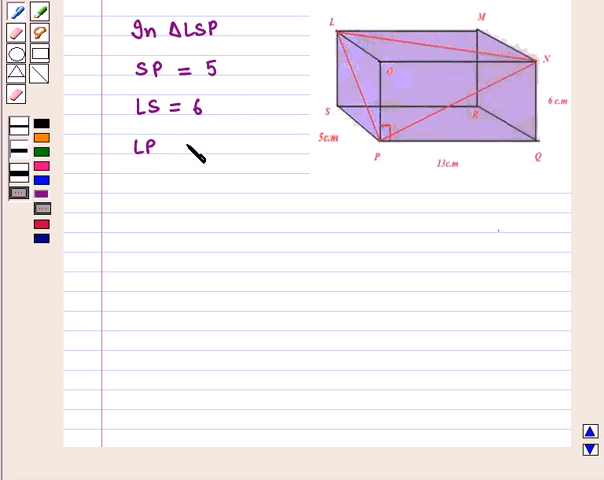 In ΔLSP
SP = 5
LS = 6
LP
L
M
O
N
S
R
6 c.m
5c.m
P
13c.m
Q